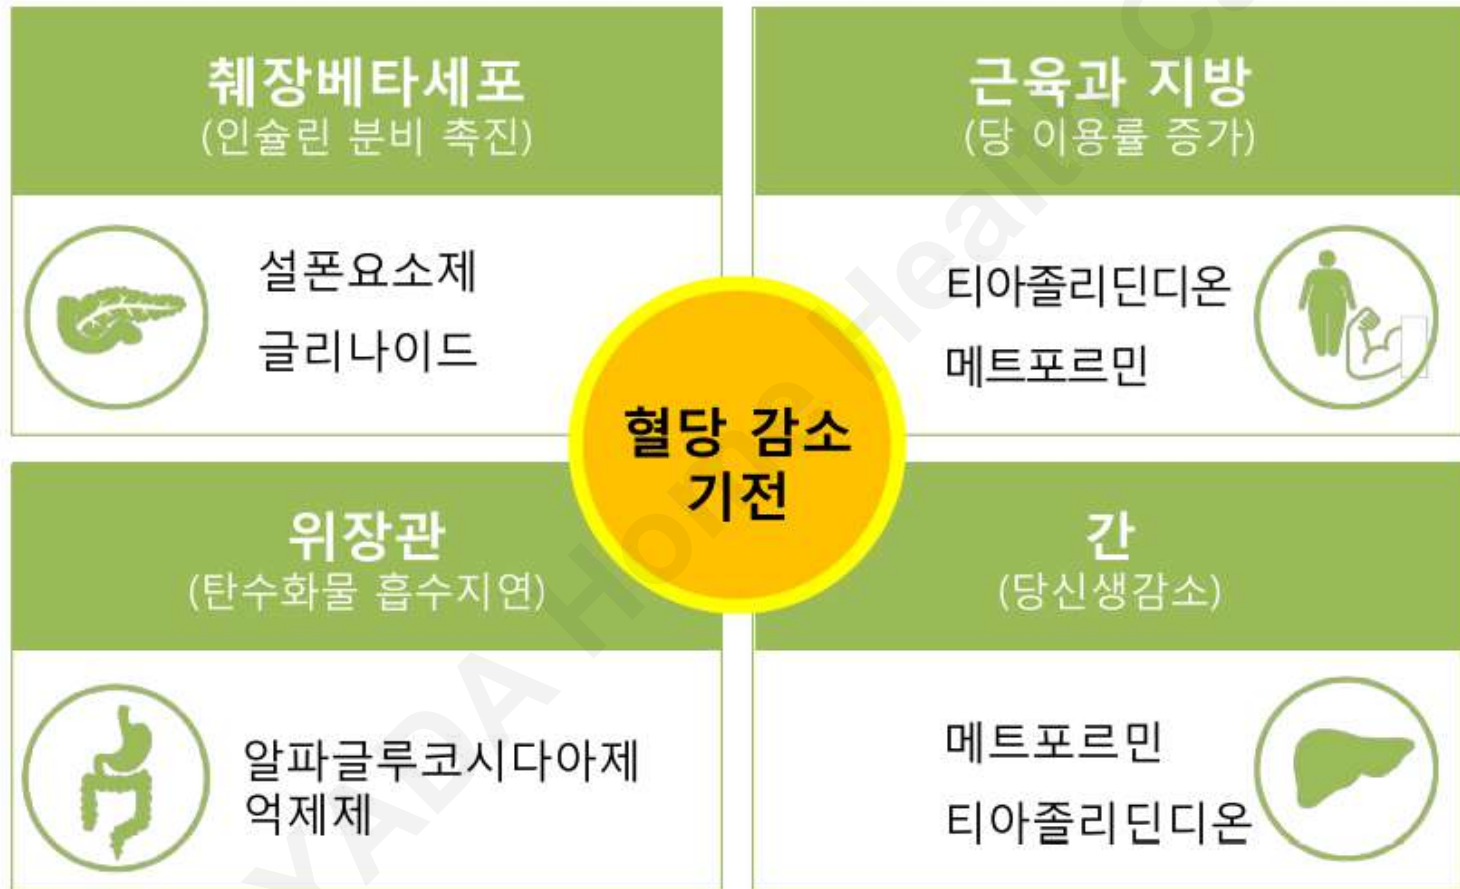 췌장베타세포
(인슐린 분비 촉진)
설폰요소제
글리나이드
근육과 지방
(당 이용률 증가)
티아졸리딘디온
메트포르민
혈당 감소
기전
위장관
(탄수화물 흡수지연)
알파글루코시다아제
억제제
간
(당신생감소)
메트포르민
티아졸리딘디온
YADA Home Health Ca